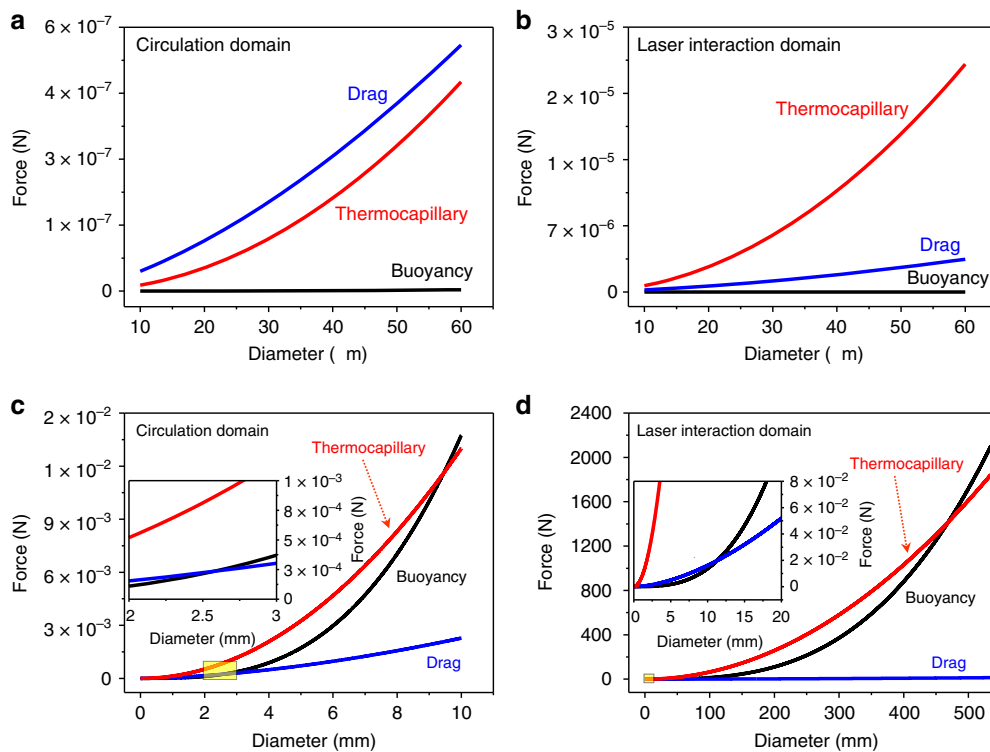 a
Circulation domain
6 × 10⁻⁷
4 × 10⁻⁷
3 × 10⁻⁷
1 × 10⁻⁷
0
Force (N)
Drag
Thermocapillary
Buoyancy
10 20 30 40 50 60
Diameter ( m)
b
Laser interaction domain
3 × 10⁻⁵
2 × 10⁻⁵
1 × 10⁻⁵
7 × 10⁻⁶
0
Force (N)
Thermocapillary
Drag
Buoyancy
10 20 30 40 50 60
Diameter ( m)
c
Circulation domain
2 × 10⁻²
1 × 10⁻²
9 × 10⁻³
6 × 10⁻³
3 × 10⁻³
0
Force (N)
Thermocapillary
Buoyancy
Drag
1 × 10⁻³
8 × 10⁻⁴
5 × 10⁻⁴
3 × 10⁻⁴
0
Force (N)
2 2.5 3
Diameter (mm)
0 2 4 6 8 10
Diameter (mm)
d
Laser interaction domain
2400
2000
1600
1200
800
400
0
Force (N)
Thermocapillary
Buoyancy
Drag
8 × 10⁻²
6 × 10⁻²
4 × 10⁻²
2 × 10⁻²
0
Force (N)
0 5 10 15 20
Diameter (mm)
0 100 200 300 400 500
Diameter (mm)